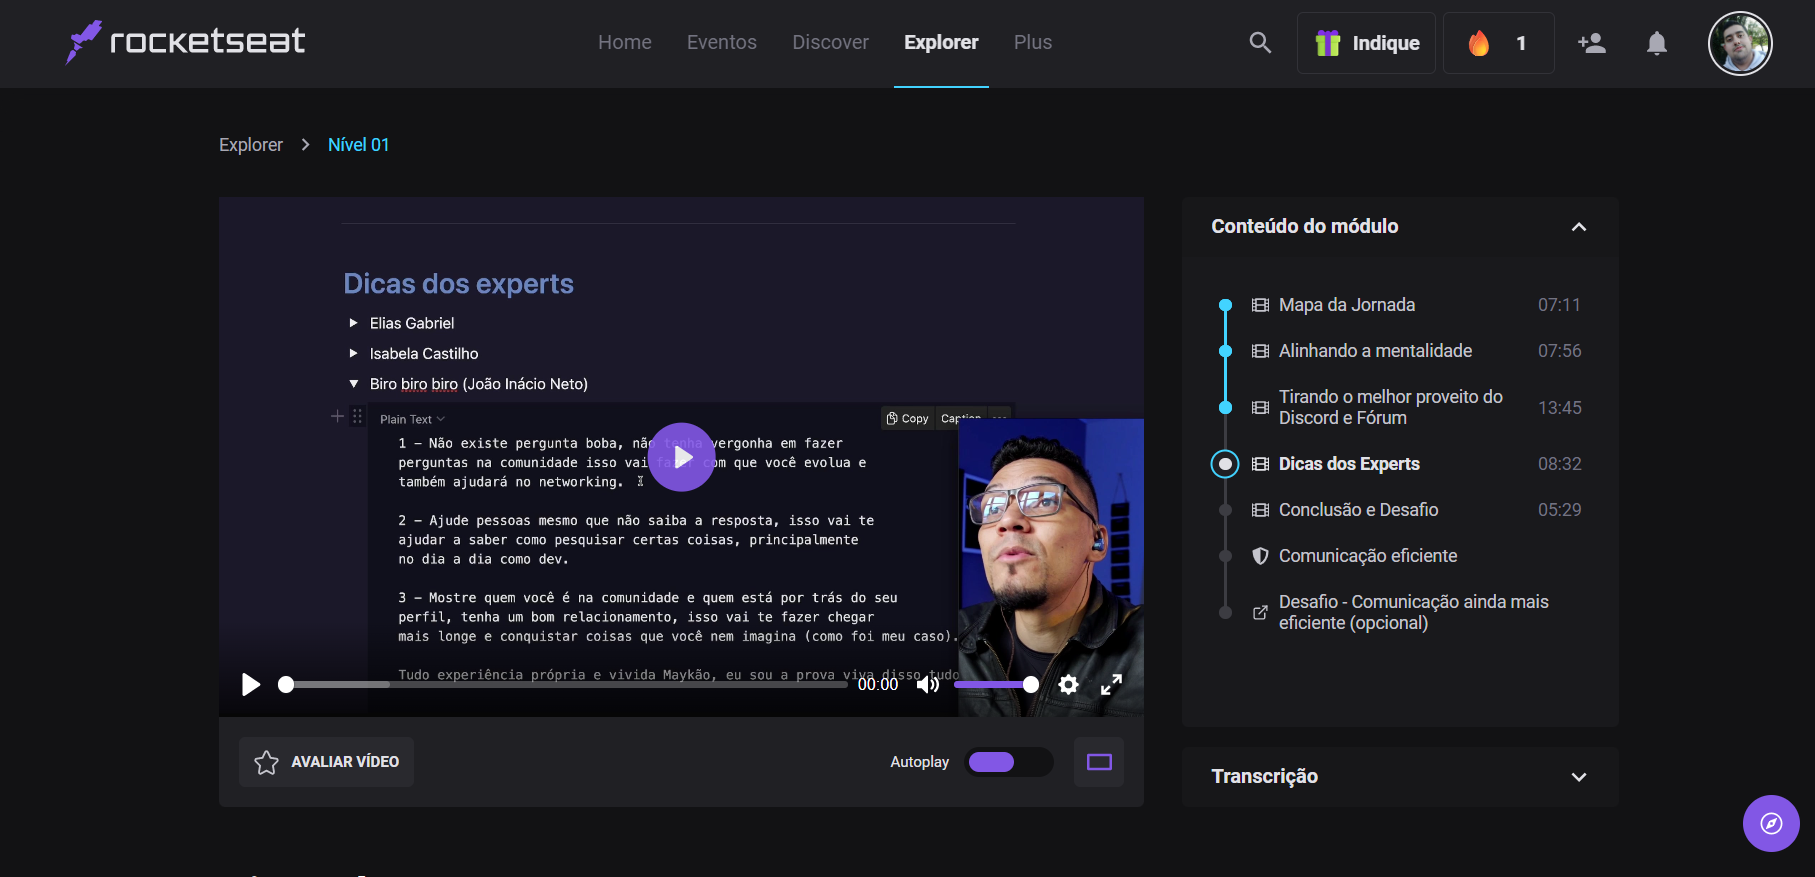 rocketseat
Home
Eventos
Discover
Explorer
Plus
Indique
1
Explorer
Nível 01
Dicas dos experts
Elias Gabriel
Isabela Castilho
Biro biro biro (João Inácio Neto)
Plain Text
Copy
Caption
1 – Não existe pergunta boba, não tenha vergonha em fazer
perguntas na comunidade isso vai fazer com que você evolua e
também ajudará no networking.
2 – Ajude pessoas mesmo que não saiba a resposta, isso vai te
ajudar a saber como pesquisar certas coisas, principalmente
no dia a dia como dev.
3 – Mostre quem você é na comunidade e quem está por trás do seu
perfil, tenha um bom relacionamento, isso vai te fazer chegar
mais longe e conquistar coisas que você nem imagina (como foi meu caso).
Tudo experiência própria e vivida Maykão, eu sou a prova viva disso tudo
00:00
AVALIAR VÍDEO
Autoplay
Conteúdo do módulo
Mapa da Jornada 07:11
Alinhando a mentalidade 07:56
Tirando o melhor proveito do
Discord e Fórum 13:45
Dicas dos Experts 08:32
Conclusão e Desafio 05:29
Comunicação eficiente
Desafio - Comunicação ainda mais
eficiente (opcional)
Transcrição